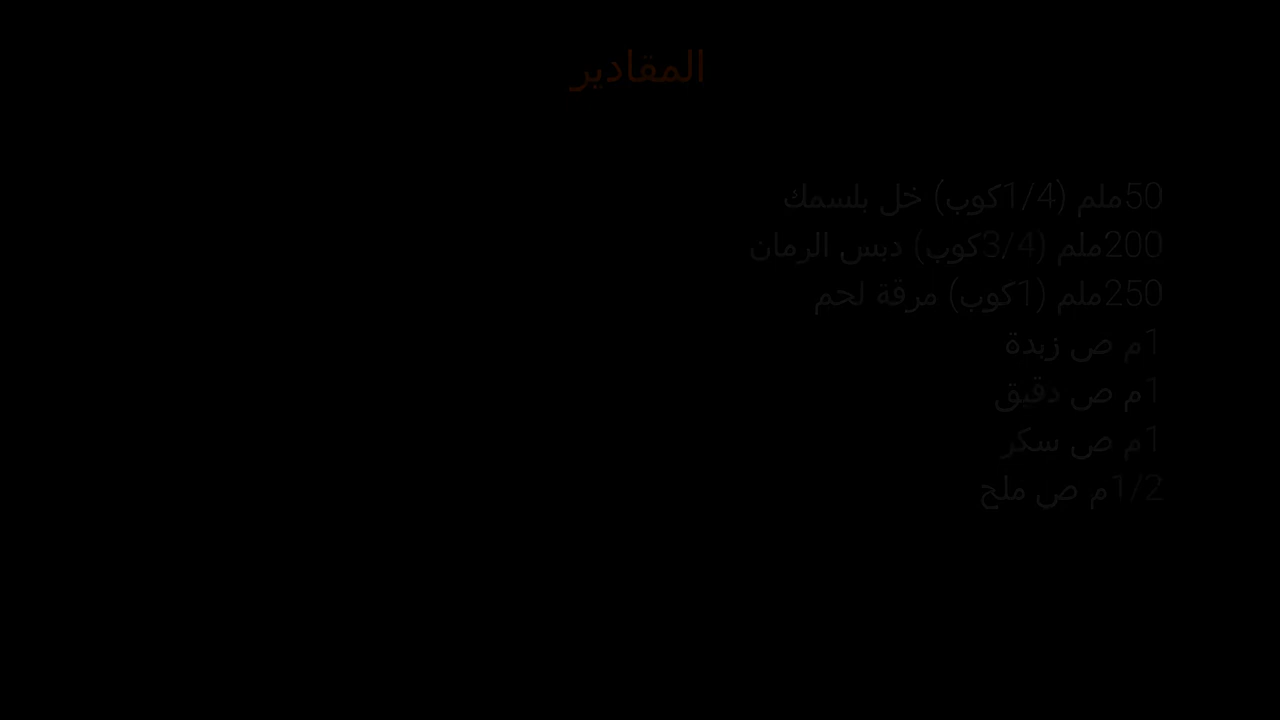 المقادير
50ملم (1/4كوب) خل بلسمك
200ملم (3/4كوب) دبس الرمان
250ملم (1كوب) مرقة لحم
1م ص زبدة
1م ص دقيق
1م ص سكر
1/2م ص ملح